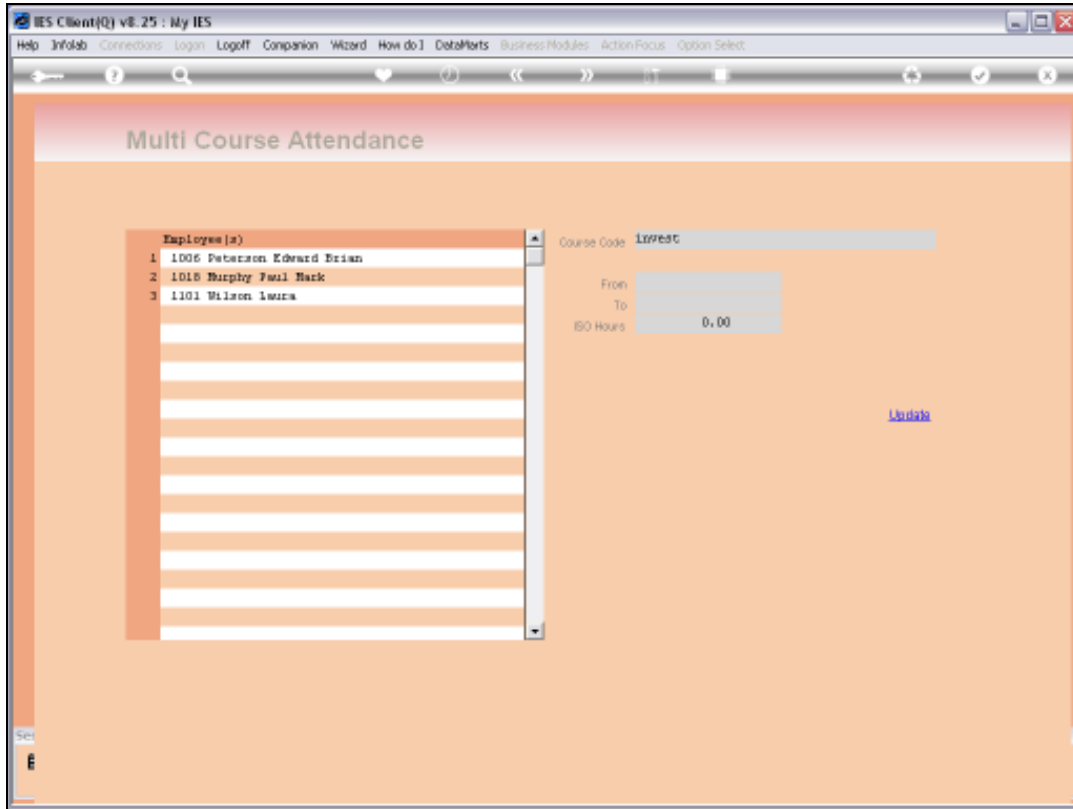 IES Client(Q) v8.25 : My IES
Help Infolab Connections Logon Logoff Companion Wizard How do I DataMarts Business Modules Action Focus Option Select
Multi Course Attendance
Employee(s)
1 1006 Peterson Edward Brian
2 1018 Murphy Paul Mark
3 1101 Wilson Laura
Course Code invest
From
To
ISO Hours 0.00
Update